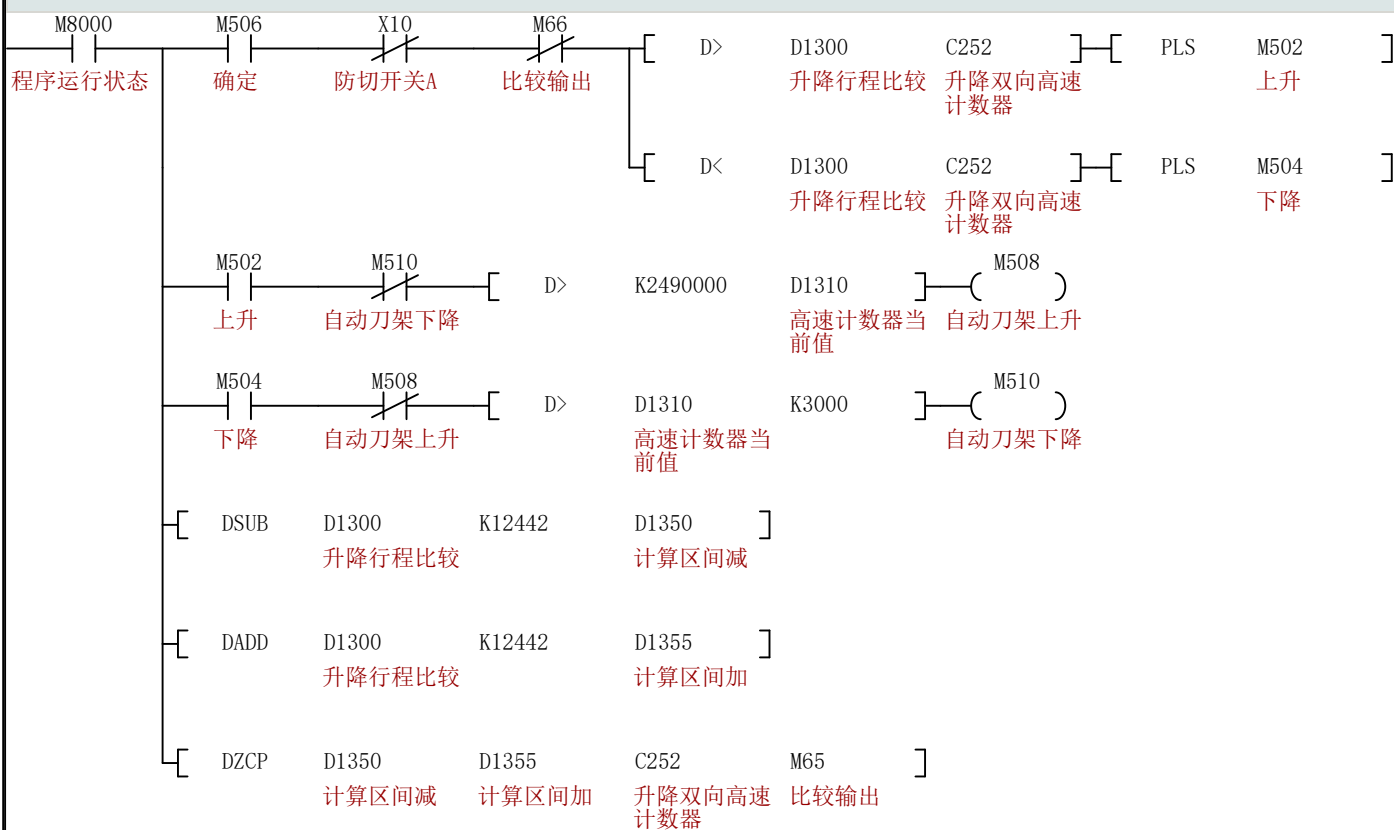 M8000 M506 X10 M66
D> D1300 C252 PLS M502
程序运行状态 确定 防切开关A 比较输出 升降行程比较 升降双向高速 上升
计数器
D< D1300 C252 PLS M504
升降行程比较 升降双向高速 下降
计数器
M502 M510 M508
D> K2490000 D1310
上升 自动刀架下降 高速计数器当 自动刀架上升
前值
M504 M508 M510
D> D1310 K3000
下降 自动刀架上升 高速计数器当 自动刀架下降
前值
DSUB D1300 K12442 D1350
升降行程比较 计算区间减
DADD D1300 K12442 D1355
升降行程比较 计算区间加
DZCP D1350 D1355 C252 M65
计算区间减 计算区间加 升降双向高速 比较输出
计数器